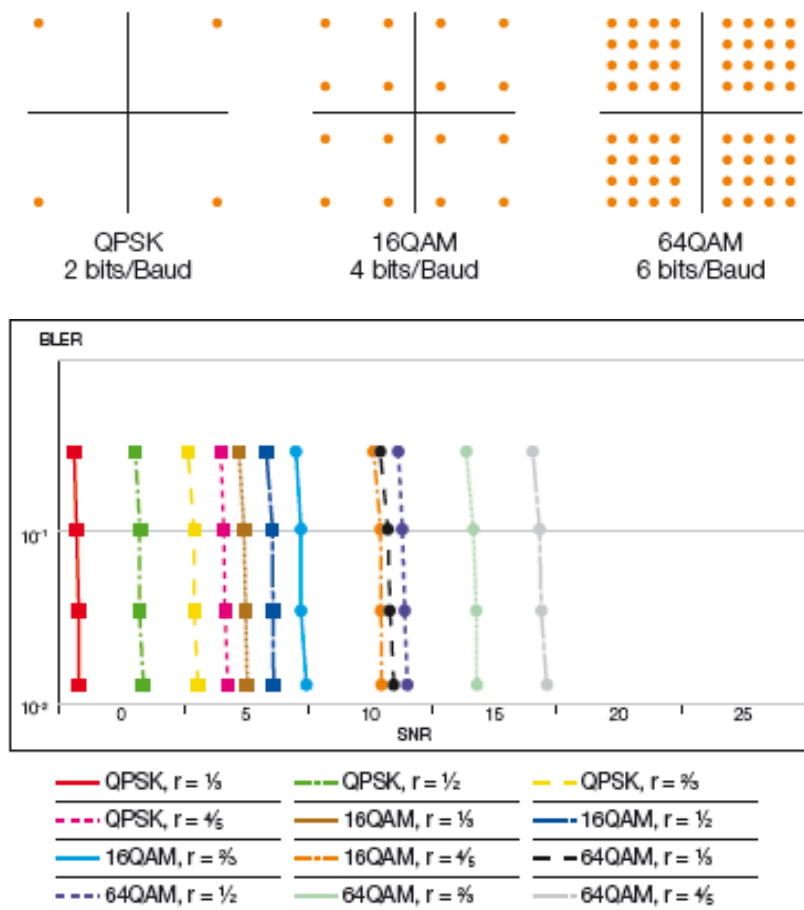 QPSK 16QAM 64QAM
2 bits/Baud 4 bits/Baud 6 bits/Baud
BLER
10⁻¹
10⁻²
0 5 10 15 20 25
SNR
QPSK, r = ⅓ QPSK, r = ½ QPSK, r = ⅔
QPSK, r = ⅘ 16QAM, r = ⅓ 16QAM, r = ½
16QAM, r = ⅔ 16QAM, r = ⅘ 64QAM, r = ⅓
64QAM, r = ½ 64QAM, r = ⅔ 64QAM, r = ⅘